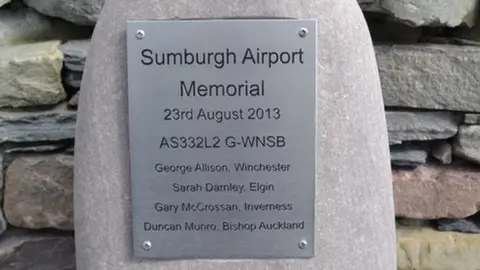 Sumburgh Airport
Memorial
23rd August 2013
AS332L2 G-WNSB
George Allison, Winchester
Sarah Darnley, Elgin
Gary McCrossan, Inverness
Duncan Munro, Bishop Auckland